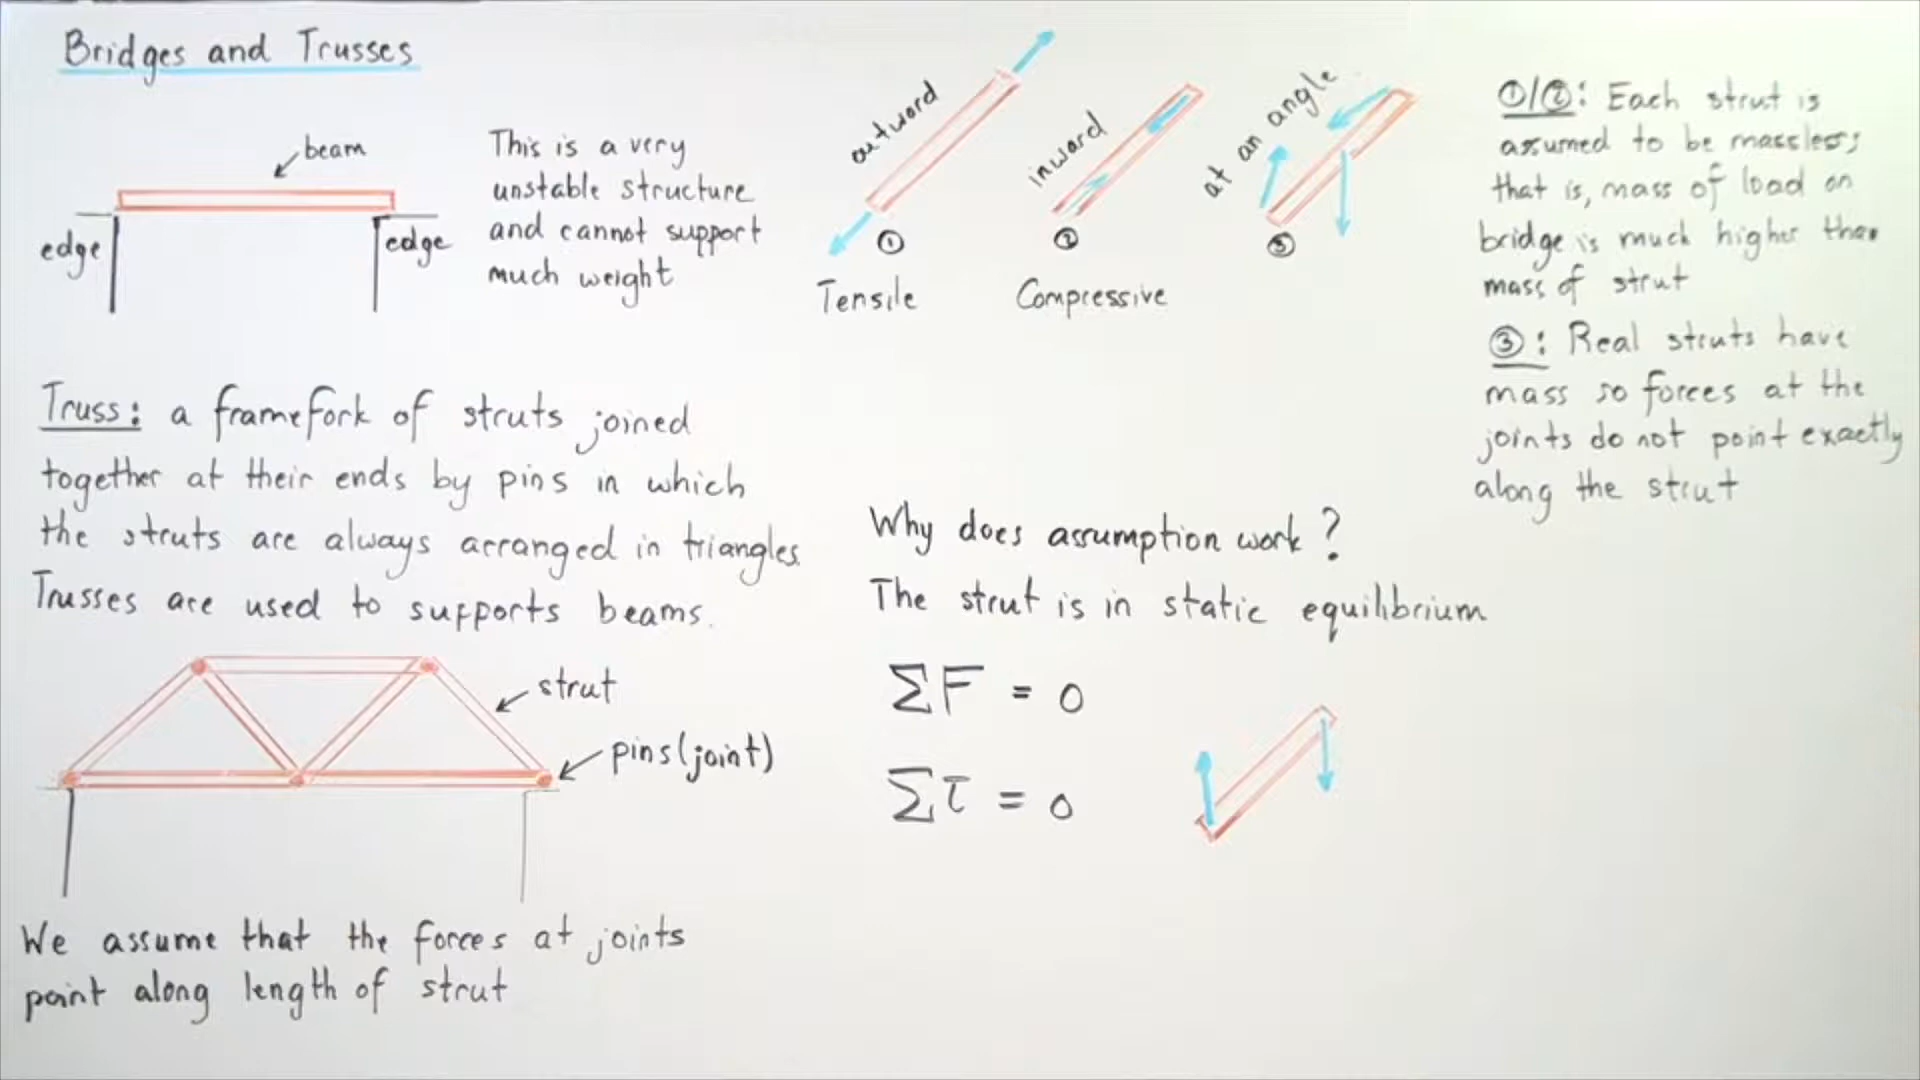 Bridges and Trusses
beam
edge
edge
This is a very
unstable structure
and cannot support
much weight
outward
①
Tensile
inward
②
Compressive
at an angle
③
①/②: Each strut is
assumed to be massless;
that is, mass of load on
bridge is much higher than
mass of strut
③: Real struts have
mass so forces at the
joints do not point exactly
along the strut
Truss: a framefork of struts joined
together at their ends by pins in which
the struts are always arranged in triangles.
Trusses are used to supports beams.
strut
pins(joint)
We assume that the forces at joints
point along length of strut
Why does assumption work?
The strut is in static equilibrium
ΣF = 0
Στ = 0